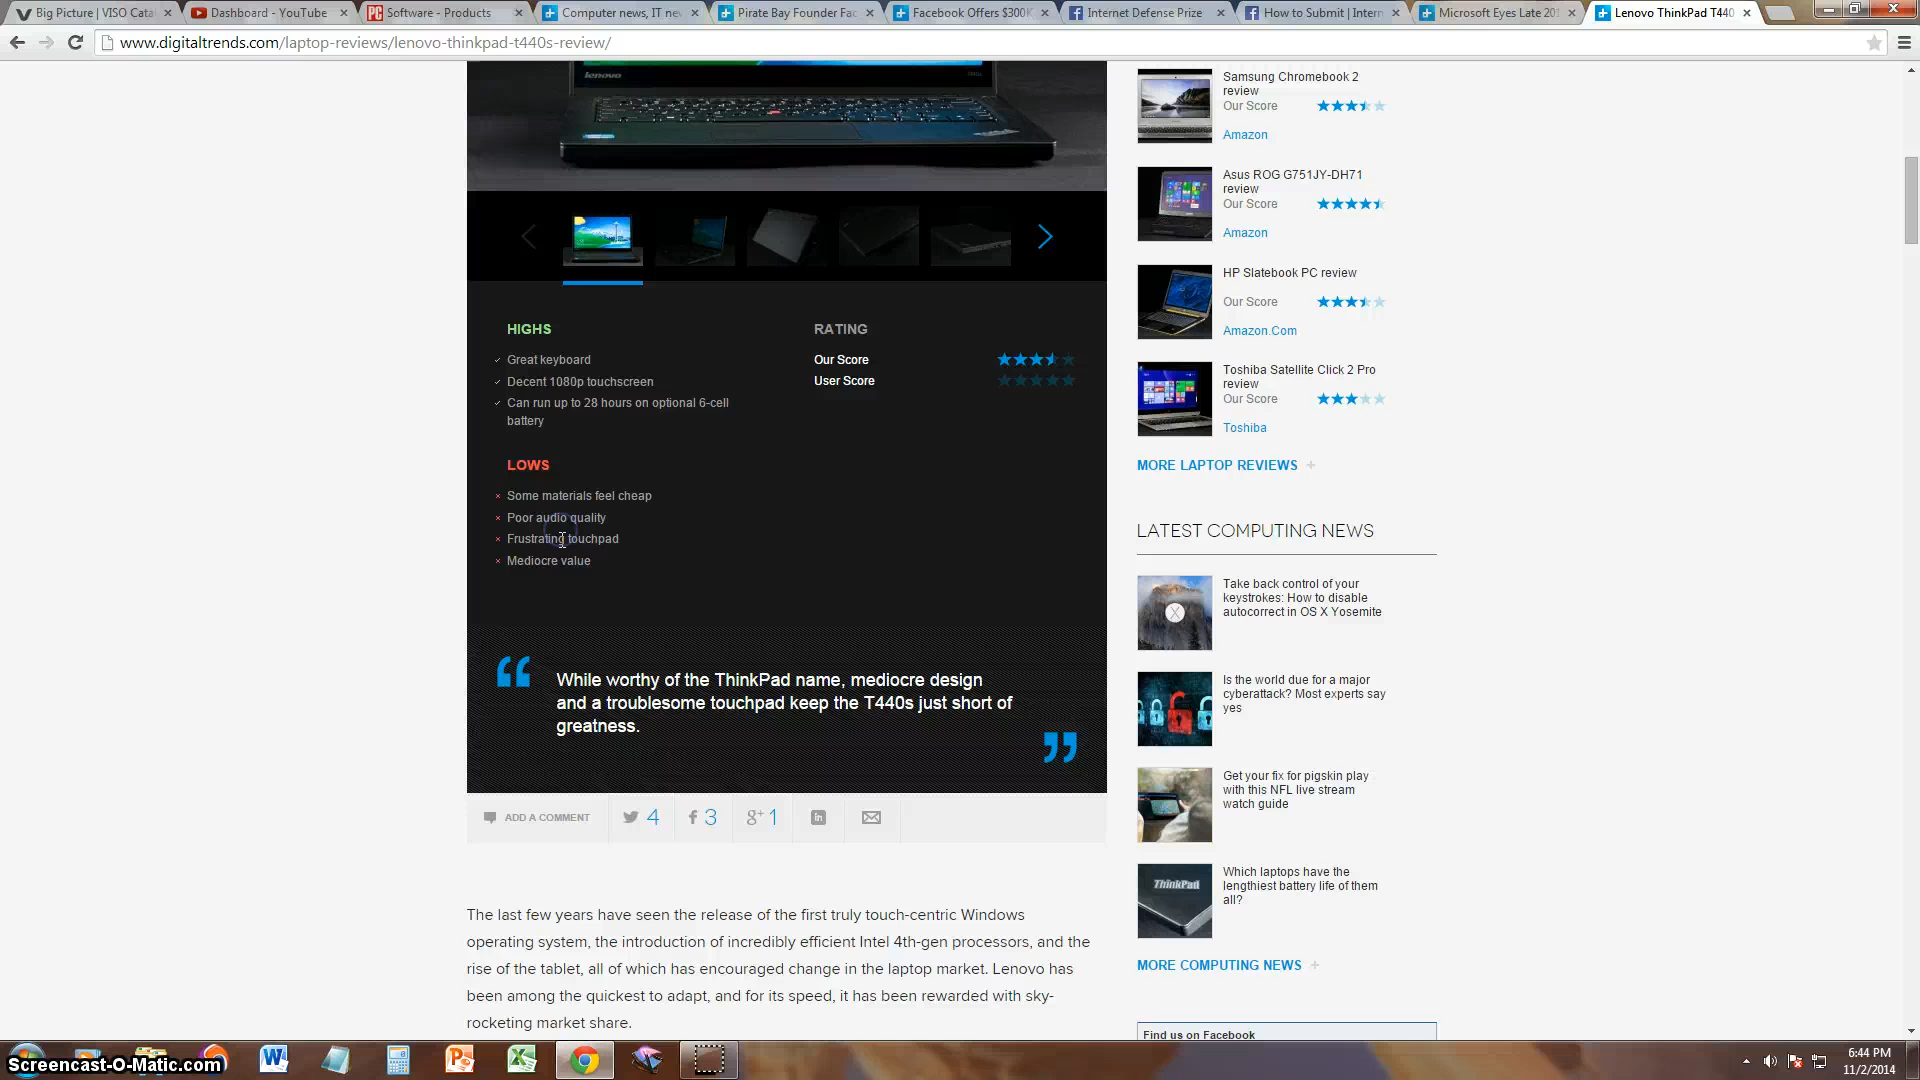 Big Picture | VISO Cata
Dashboard - YouTube
Software - Products
Computer news, IT ne
Pirate Bay Founder Fac
Facebook Offers $300K
Internet Defense Prize
How to Submit | Intern
Microsoft Eyes Late 201
Lenovo ThinkPad T440
www.digitaltrends.com/laptop-reviews/lenovo-thinkpad-t440s-review/
lenovo
HIGHS
Great keyboard
Decent 1080p touchscreen
Can run up to 28 hours on optional 6-cell
battery
RATING
Our Score
User Score
LOWS
Some materials feel cheap
Poor audio quality
Frustrating touchpad
Mediocre value
While worthy of the ThinkPad name, mediocre design
and a troublesome touchpad keep the T440s just short of
greatness.
ADD A COMMENT
4
3
g+ 1
The last few years have seen the release of the first truly touch-centric Windows
operating system, the introduction of incredibly efficient Intel 4th-gen processors, and the
rise of the tablet, all of which has encouraged change in the laptop market. Lenovo has
been among the quickest to adapt, and for its speed, it has been rewarded with sky-
rocketing market share.
Samsung Chromebook 2
review
Our Score
Amazon
Asus ROG G751JY-DH71
review
Our Score
Amazon
HP Slatebook PC review
Our Score
Amazon.Com
Toshiba Satellite Click 2 Pro
review
Our Score
Toshiba
MORE LAPTOP REVIEWS +
LATEST COMPUTING NEWS
Take back control of your
keystrokes: How to disable
autocorrect in OS X Yosemite
Is the world due for a major
cyberattack? Most experts say
yes
Get your fix for pigskin play
with this NFL live stream
watch guide
ThinkPad
Which laptops have the
lengthiest battery life of them
all?
MORE COMPUTING NEWS +
Find us on Facebook
Screencast-O-Matic.com
6:44 PM
11/2/2014